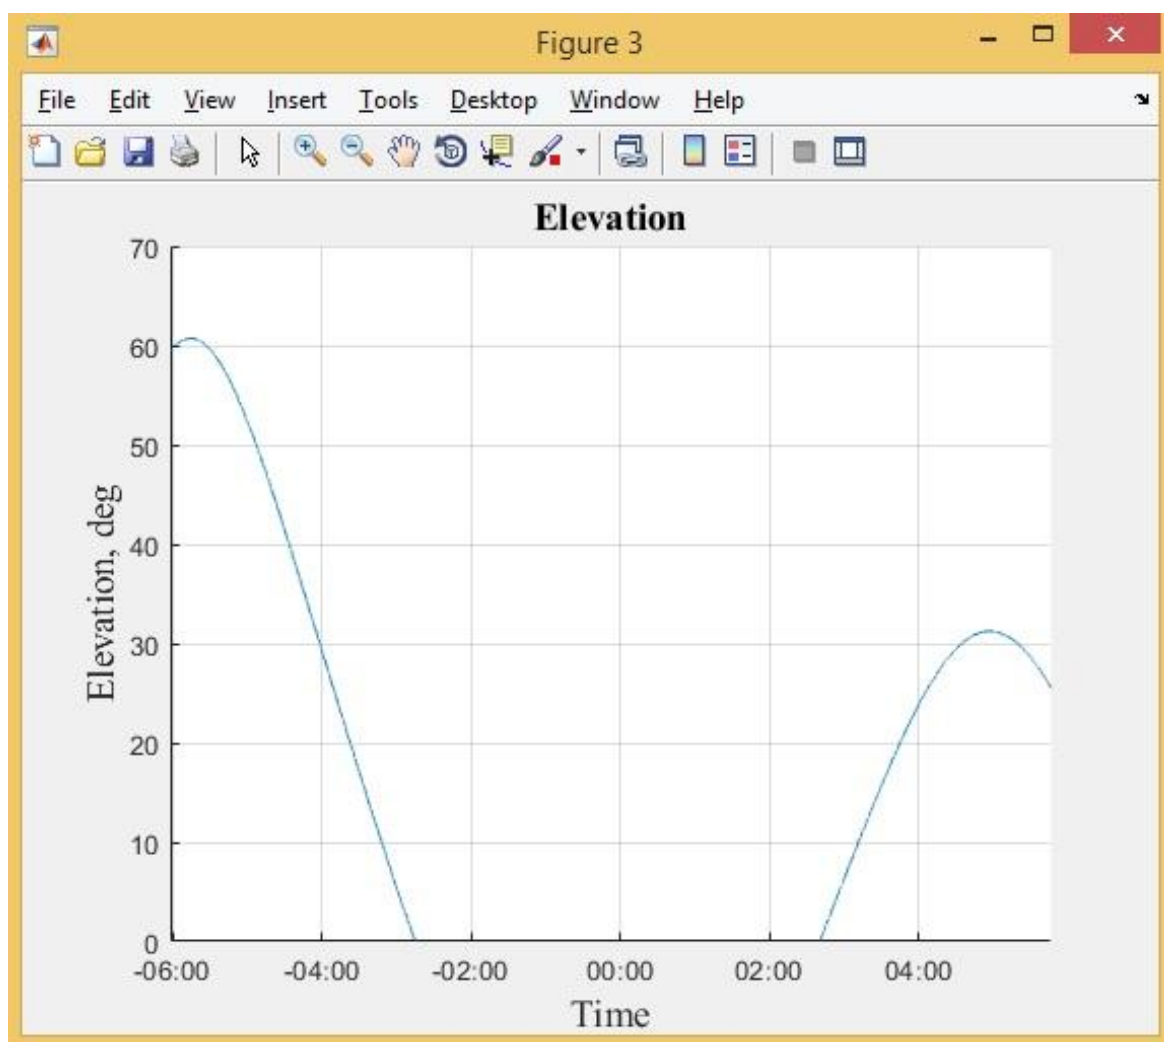 Figure 3
File Edit View Insert Tools Desktop Window Help
Elevation
70
60
50
40
30
20
10
0
Elevation, deg
-06:00 -04:00 -02:00 00:00 02:00 04:00
Time